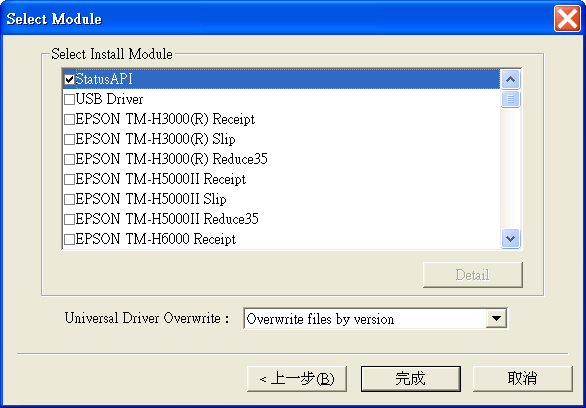 Select Module
Select Install Module
StatusAPI
USB Driver
EPSON TM-H3000(R) Receipt
EPSON TM-H3000(R) Slip
EPSON TM-H3000(R) Reduce35
EPSON TM-H5000II Receipt
EPSON TM-H5000II Slip
EPSON TM-H5000II Reduce35
EPSON TM-H6000 Receipt
Detail
Universal Driver Overwrite : Overwrite files by version
< 上一步(B) 完成 取消